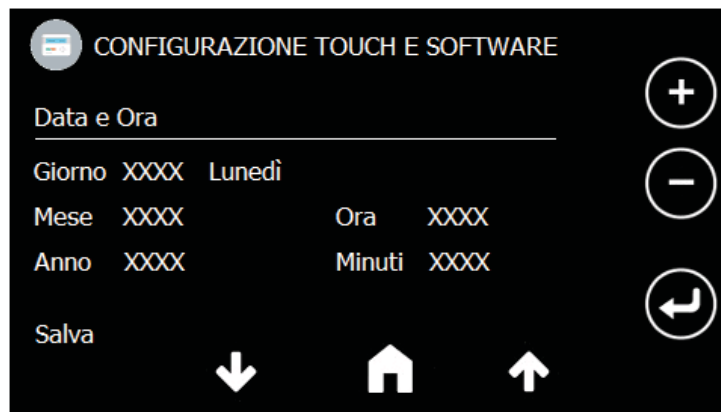 CONFIGURAZIONE TOUCH E SOFTWARE
Data e Ora
Giorno XXXX Lunedì
Mese XXXX Ora XXXX
Anno XXXX Minuti XXXX
Salva